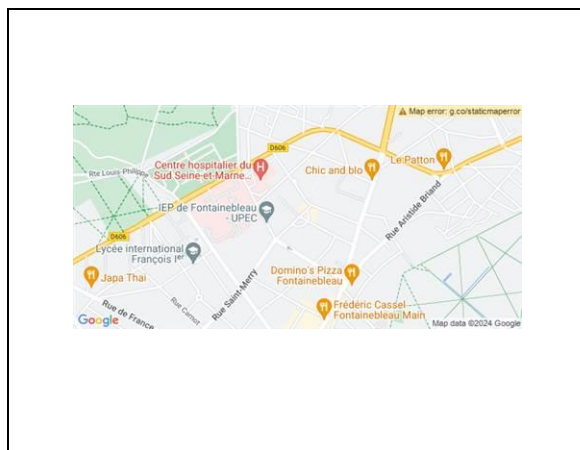 Map error: g.co/staticmaperror
D606
Centre hospitalier du
Sud Seine-et-Marne...
Le Patton
Chic and blo
Rte Louis-Philippe
IEP de Fontainebleau -
UPEC
Rue Aristide Briand
D606
Lycée international
François Ier
Domino's Pizza
Fontainebleau
Japa Thai
Rue Saint-Merry
Rue Carnot
Rue de France
Frédéric Cassel
Fontainebleau Main
Google
Map data ©2024 Google